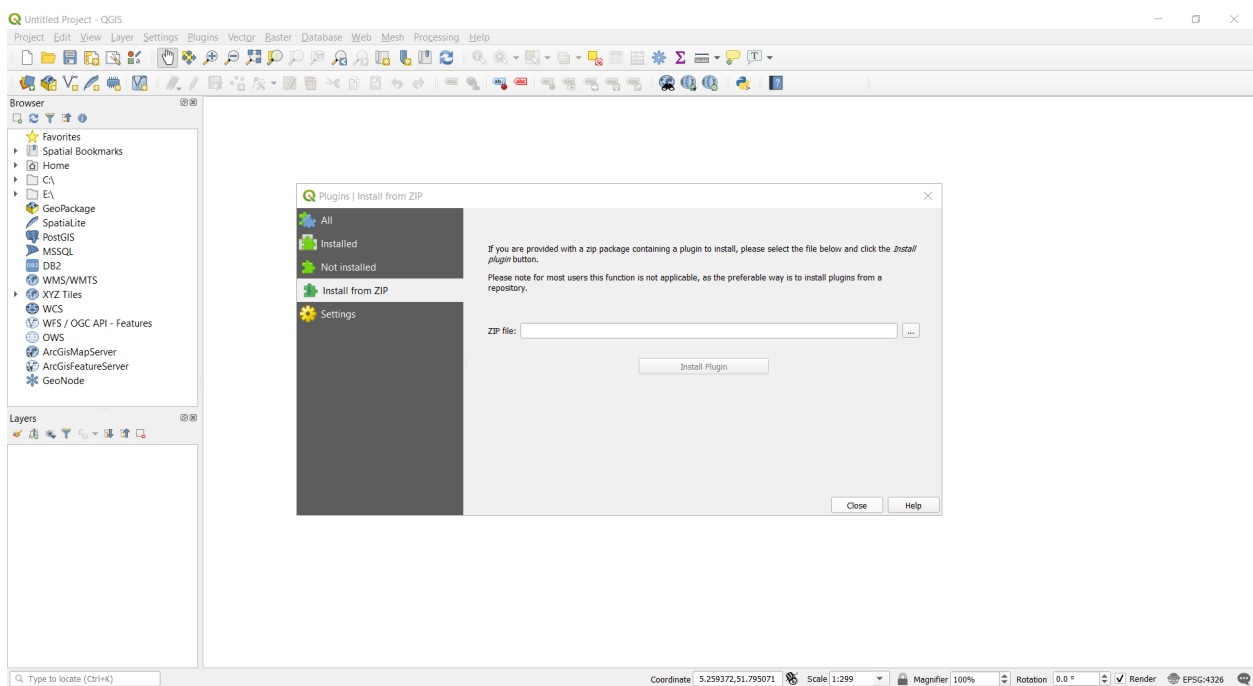 Untitled Project - QGIS
Project Edit View Layer Settings Plugins Vector Raster Database Web Mesh Processing Help
Browser
Favorites
Spatial Bookmarks
Home
C:\
E:\
GeoPackage
SpatiaLite
PostGIS
MSSQL
DB2
DB2
WMS/WMTS
XYZ Tiles
WCS
WFS / OGC API - Features
OWS
ArcGisMapServer
ArcGisFeatureServer
GeoNode
Layers
Plugins | Install from ZIP
All
Installed
Not installed
Install from ZIP
Settings
If you are provided with a zip package containing a plugin to install, please select the file below and click the Install
plugin button.
Please note for most users this function is not applicable, as the preferable way is to install plugins from a
repository.
ZIP file:
...
Install Plugin
Close Help
Type to locate (Ctrl+K)
Coordinate 5.259372,51.795071 Scale 1:299 Magnifier 100% Rotation 0.0 ° Render EPSG:4326